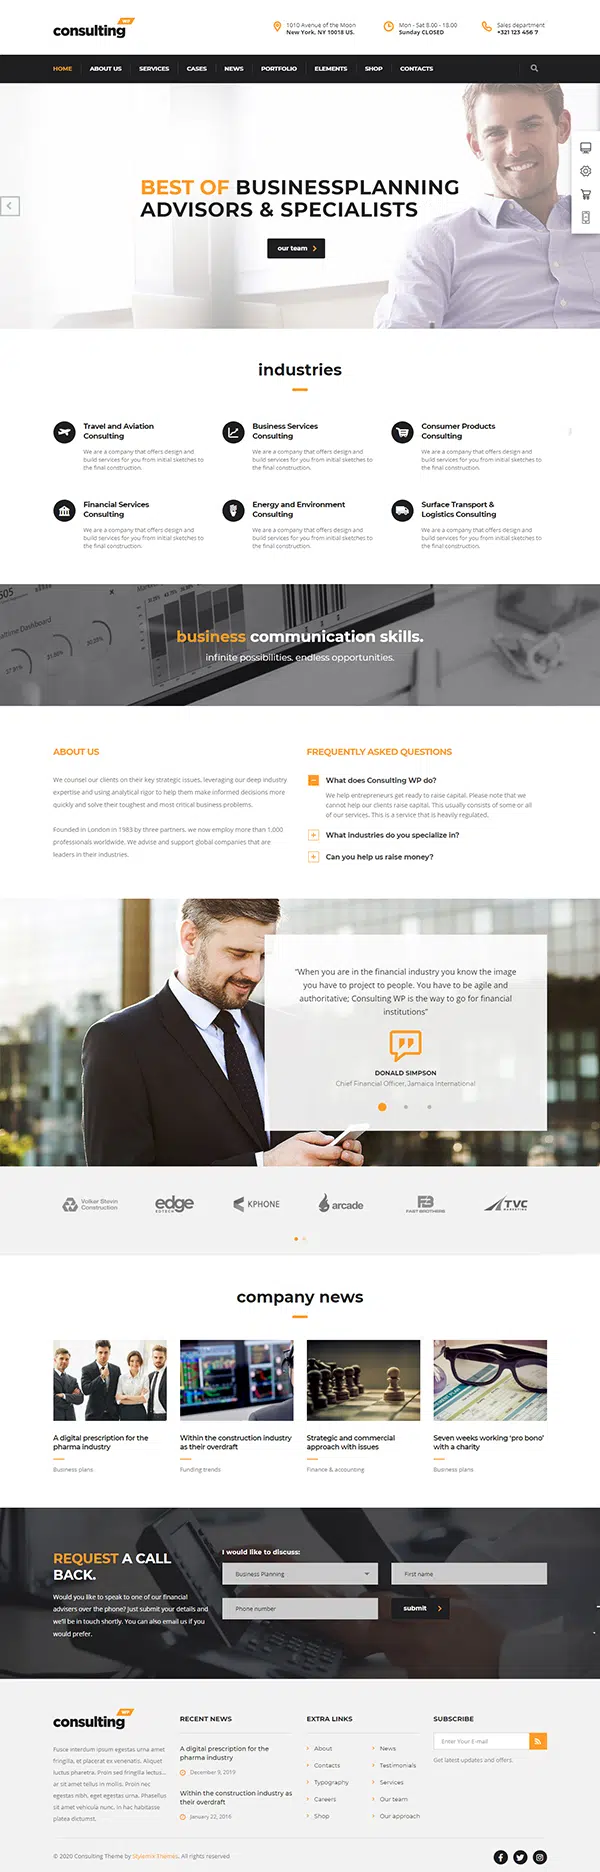 WP
consulting
1010 Avenue of the Moon
New York, NY 10018 US.
Mon - Sat 8.00 - 18.00
Sunday CLOSED
Sales department
+321 123 456 7
HOME ABOUT US SERVICES CASES NEWS PORTFOLIO ELEMENTS SHOP CONTACTS
BEST OF BUSINESSPLANNING
ADVISORS & SPECIALISTS
our team
industries
Travel and Aviation
Consulting
We are a company that offers design and
build services for you from initial sketches to
the final construction.
Business Services
Consulting
We are a company that offers design and
build services for you from initial sketches to
the final construction.
Consumer Products
Consulting
We are a company that offers design and
build services for you from initial sketches to
the final construction.
Financial Services
Consulting
We are a company that offers design and
build services for you from initial sketches to
the final construction.
Energy and Environment
Consulting
We are a company that offers design and
build services for you from initial sketches to
the final construction.
Surface Transport &
Logistics Consulting
We are a company that offers design and
build services for you from initial sketches to
the final construction.
business communication skills.
infinite possibilities. endless opportunities.
ABOUT US
We counsel our clients on their key strategic issues, leveraging our deep industry
expertise and using analytical rigor to help them make informed decisions more
quickly and solve their toughest and most critical business problems.
Founded in London in 1983 by three partners, we now employ more than 1,000
professionals worldwide. We advise and support global companies that are
leaders in their industries.
FREQUENTLY ASKED QUESTIONS
What does Consulting WP do?
We help entrepreneurs get ready to raise capital. Please note that we
cannot help our clients raise capital. This usually consists of some or all
of our services. This is a service that is heavily regulated.
What industries do you specialize in?
Can you help us raise money?
"When you are in the financial industry you know the image
you have to project to people. You have to be agile and
authoritative; Consulting WP is the way to go for financial
institutions"
DONALD SIMPSON
Chief Financial Officer, Jamaica International
Volkar Stevin
Construction
edge
EDTECH
KPHONE
arcade
FB
FAST BROTHERS
TVC
MARKETING
company news
A digital prescription for the
pharma industry
Business plans
Within the construction industry
as their overdraft
Funding trends
Strategic and commercial
approach with issues
Finance & accounting
Seven weeks working 'pro bono'
with a charity
Business plans
REQUEST A CALL
BACK.
Would you like to speak to one of our financial
advisers over the phone? Just submit your details and
we'll be in touch shortly. You can also email us if you
would prefer.
I would like to discuss:
Business Planning
First name
Phone number
submit
WP
consulting
Fusce interdum ipsum egestas urna amet
fringilla, et placerat ex venenatis. Aliquet
luctus pharetra. Proin sed fringilla lectus...
ar sit amet tellus in mollis. Proin nec
egestas nibh, eget egestas urna. Phasellus
sit amet vehicula nunc. In hac habitasse
platea dictumst.
RECENT NEWS
A digital prescription for the
pharma industry
December 9, 2019
Within the construction industry as
their overdraft
January 22, 2016
EXTRA LINKS
About
Contacts
Typography
Careers
Shop
News
Testimonials
Services
Our team
Our approach
SUBSCRIBE
Enter Your E-mail
Get latest updates and offers.
© 2020 Consulting Theme by StylemiX Themes. All rights reserved